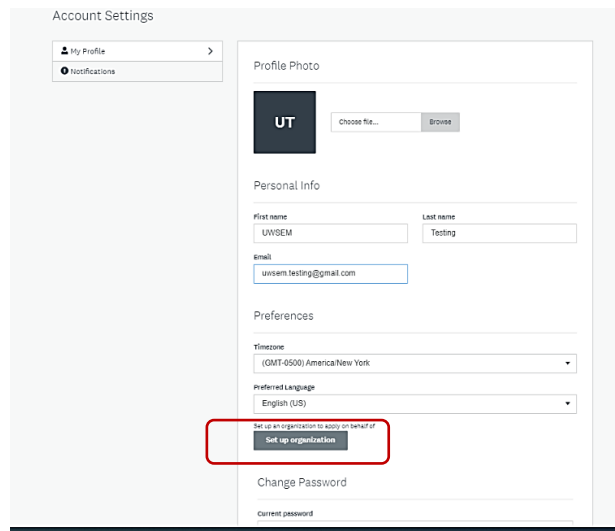 Account Settings
My Profile
Notifications
Profile Photo
UT
Choose file...
Browse
Personal Info
First name
Last name
UWSEM
Testing
Email
uwsem.testing@gmail.com
Preferences
Timezone
(GMT-0500) America/New York
Preferred Language
English (US)
Set up an organization to apply on behalf of
Set up organization
Change Password
Current password